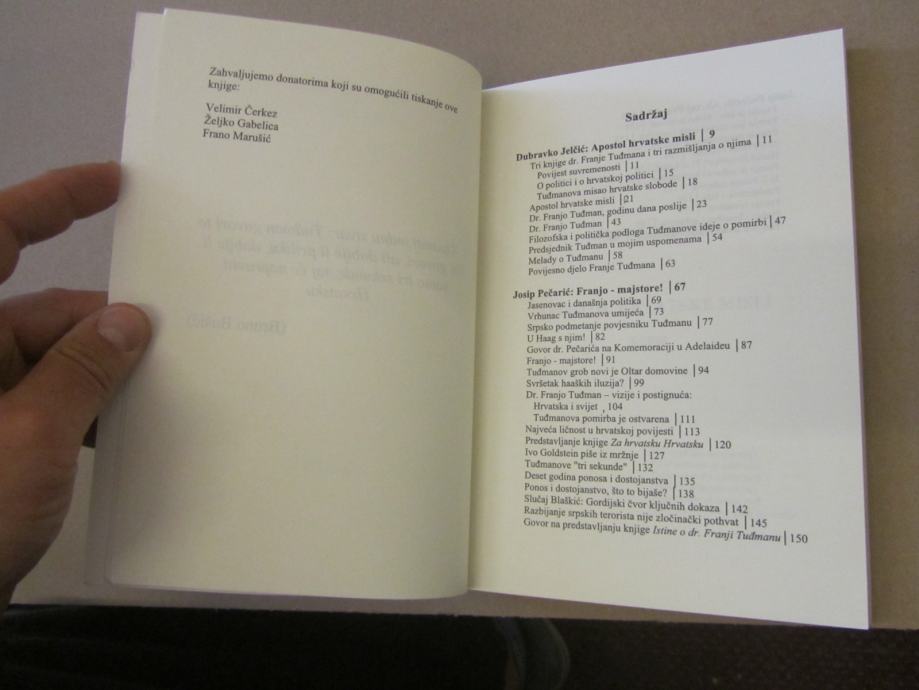 Zahvaljujemo donatorima koji su omogućili tiskanje ove
knjige:
Velimir Čerkez
Željko Gabelica
Frano Marušić
Sadržaj
Dubravko Jelčić: Apostol hrvatske misli | 9
Tri knjige dr. Franje Tuđmana i tri razmišljanja o njima | 11
Povijest suvremenosti | 11
O politici i o hrvatskoj politici | 15
Tuđmanova misao hrvatske slobode | 18
Apostol hrvatske misli |21
Dr. Franjo Tuđman, godinu dana poslije | 23
Dr. Franjo Tuđman | 43
Filozofska i politička podloga Tuđmanove ideje o pomirbi | 47
Predsjednik Tuđman u mojim uspomenama | 54
Melady o Tuđmanu | 58
Povijesno djelo Franje Tuđmana | 63
Josip Pečarić: Franjo - majstore! | 67
Jasenovac i današnja politika | 69
Vrhunac Tuđmanova umijeća | 73
Srpsko podmetanje povjesniku Tuđmanu | 77
U Haag s njim! | 82
Govor dr. Pečarića na Komemoraciji u Adelaideu | 87
Franjo - majstore! | 91
Tuđmanov grob novi je Oltar domovine | 94
Svršetak haaških iluzija? | 99
Dr. Franjo Tuđman – vizije i postignuća:
Hrvatska i svijet | 104
Tuđmanova pomirba je ostvarena | 111
Najveća ličnost u hrvatskoj povijesti | 113
Predstavljanje knjige Za hrvatsku Hrvatsku | 120
Ivo Goldstein piše iz mržnje | 127
Tuđmanove "tri sekunde" | 132
Deset godina ponosa i dostojanstva | 135
Ponos i dostojanstvo, što to bijaše? | 138
Slučaj Blaškić: Gordijski čvor ključnih dokaza | 142
Razbijanje srpskih terorista nije zločinački pothvat | 145
Govor na predstavljanju knjige Istine o dr. Franji Tuđmanu | 150